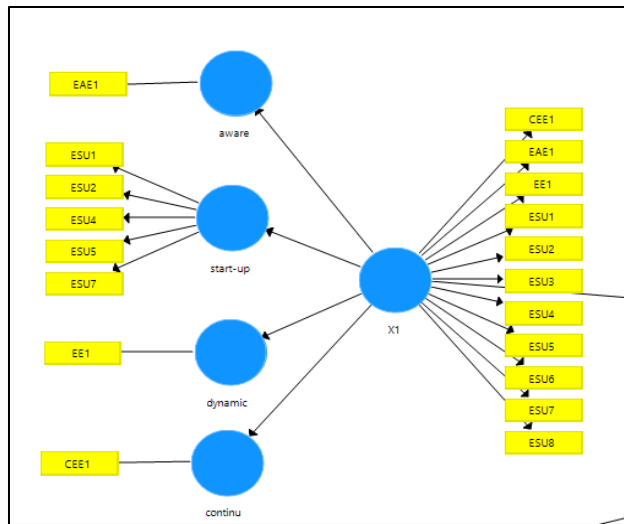 EAE1
aware
ESU1
ESU2
ESU4
ESU5
ESU7
start-up
EE1
dynamic
CEE1
continu
X1
CEE1
EAE1
EE1
ESU1
ESU2
ESU3
ESU4
ESU5
ESU6
ESU7
ESU8